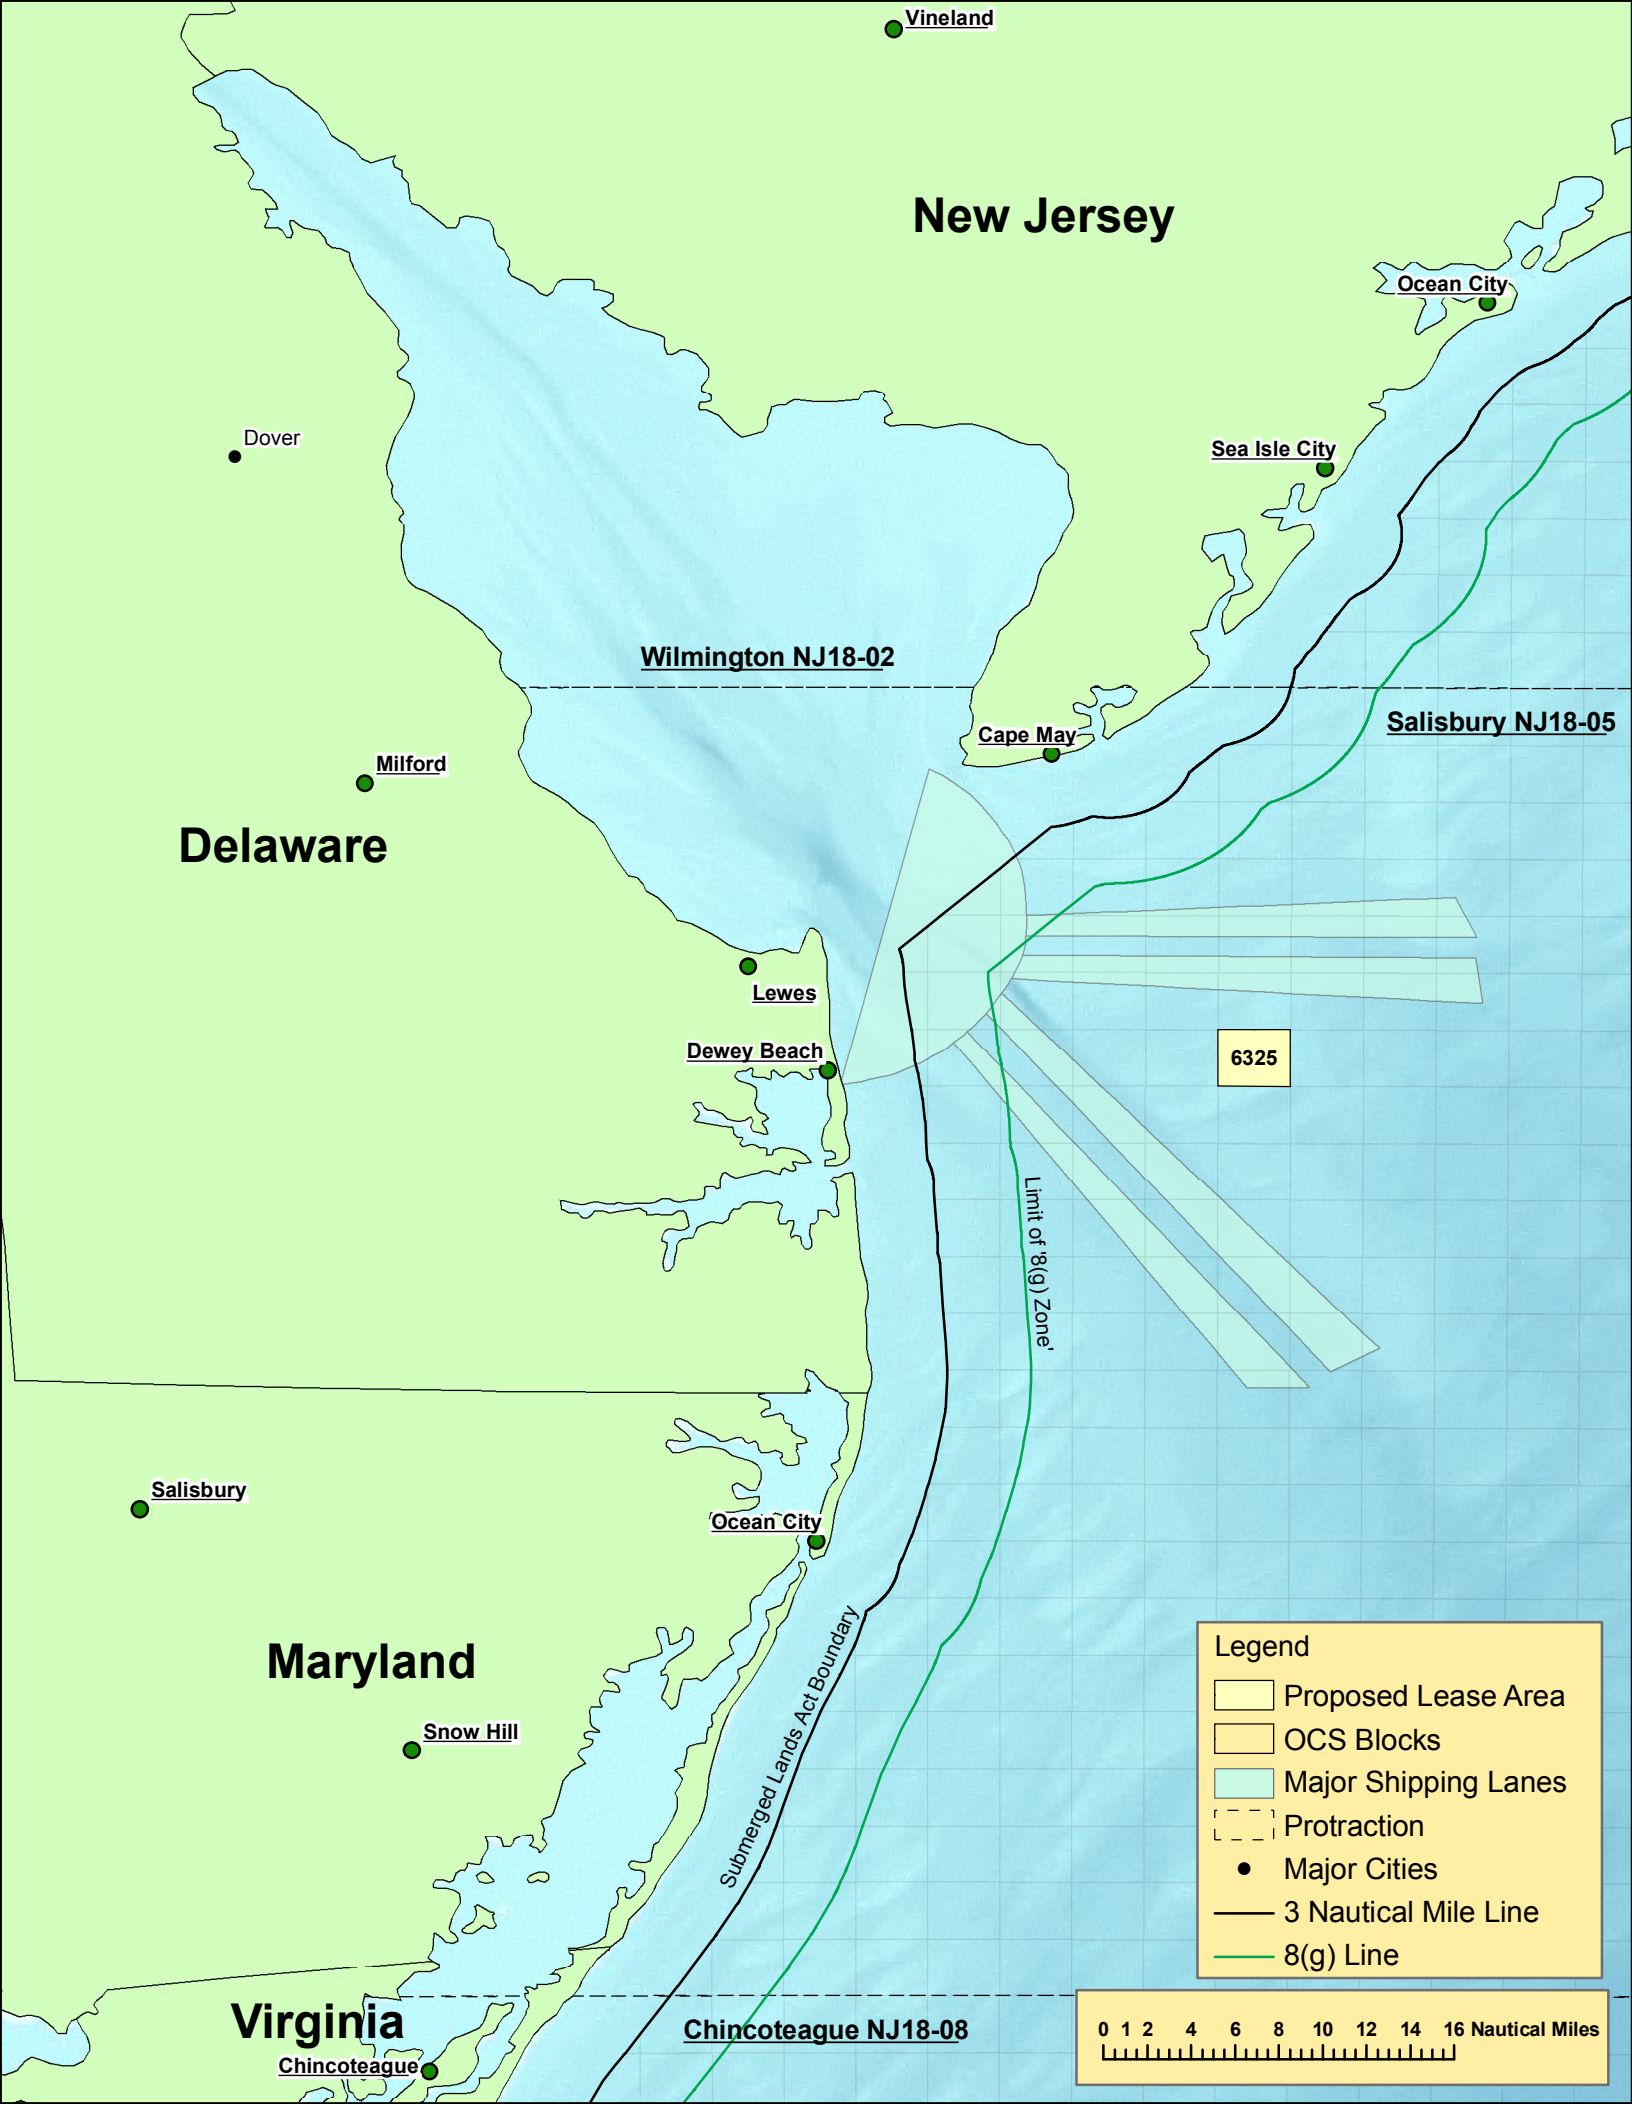 Vineland
New Jersey
Ocean City
Dover
Sea Isle City
Wilmington NJ18-02
Salisbury NJ18-05
Cape May
Milford
Delaware
Lewes
Dewey Beach
6325
Limit of '8(g) Zone'
Salisbury
Ocean City
Submerged Lands Act Boundary
Maryland
Snow Hill
Legend
Proposed Lease Area
OCS Blocks
Major Shipping Lanes
Protraction
Major Cities
3 Nautical Mile Line
8(g) Line
Virginia
Chincoteague NJ18-08
Chincoteague
0 1 2 4 6 8 10 12 14 16 Nautical Miles